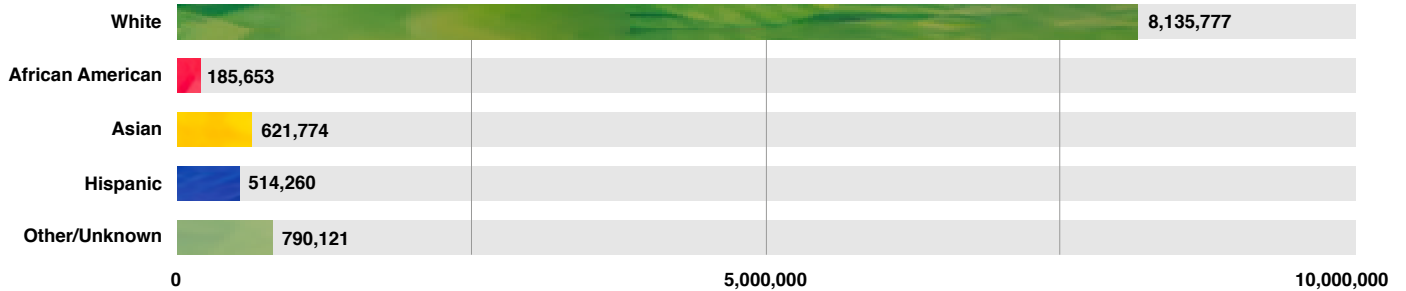 White 8,135,777
African American 185,653
Asian 621,774
Hispanic 514,260
Other/Unknown 790,121
0 5,000,000 10,000,000